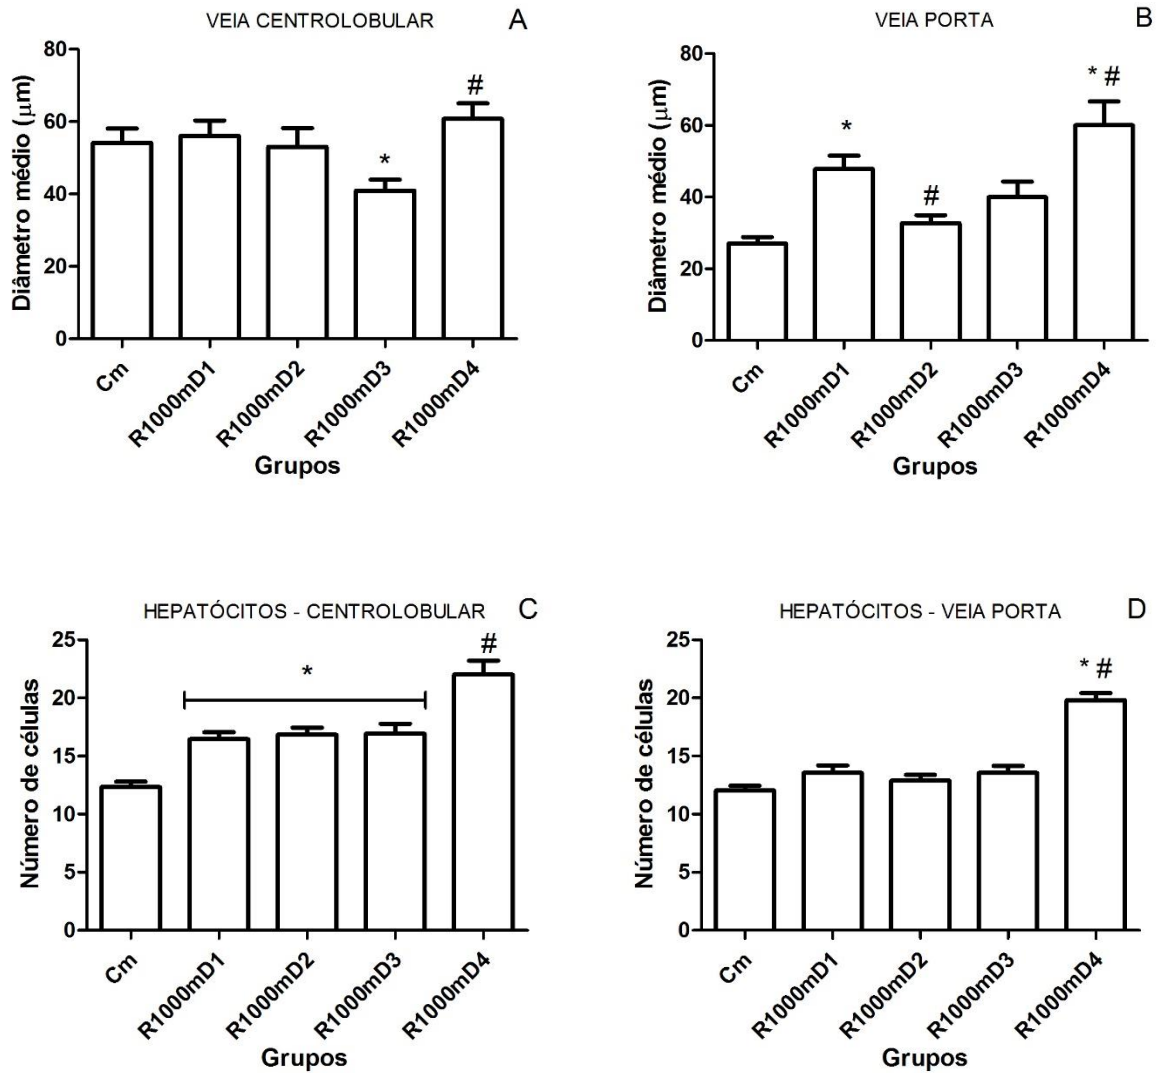 VEIA CENTROLOBULAR A
Diâmetro médio (μm)
80
60
40
20
0
*
#
Cm
R1000mD1
R1000mD2
R1000mD3
R1000mD4
Grupos
VEIA PORTA B
Diâmetro médio (μm)
80
60
40
20
0
*
#
* #
Cm
R1000mD1
R1000mD2
R1000mD3
R1000mD4
Grupos
HEPATÓCITOS - CENTROLOBULAR C
Número de células
25
20
15
10
5
0
*
#
Cm
R1000mD1
R1000mD2
R1000mD3
R1000mD4
Grupos
HEPATÓCITOS - VEIA PORTA D
Número de células
25
20
15
10
5
0
* #
Cm
R1000mD1
R1000mD2
R1000mD3
R1000mD4
Grupos